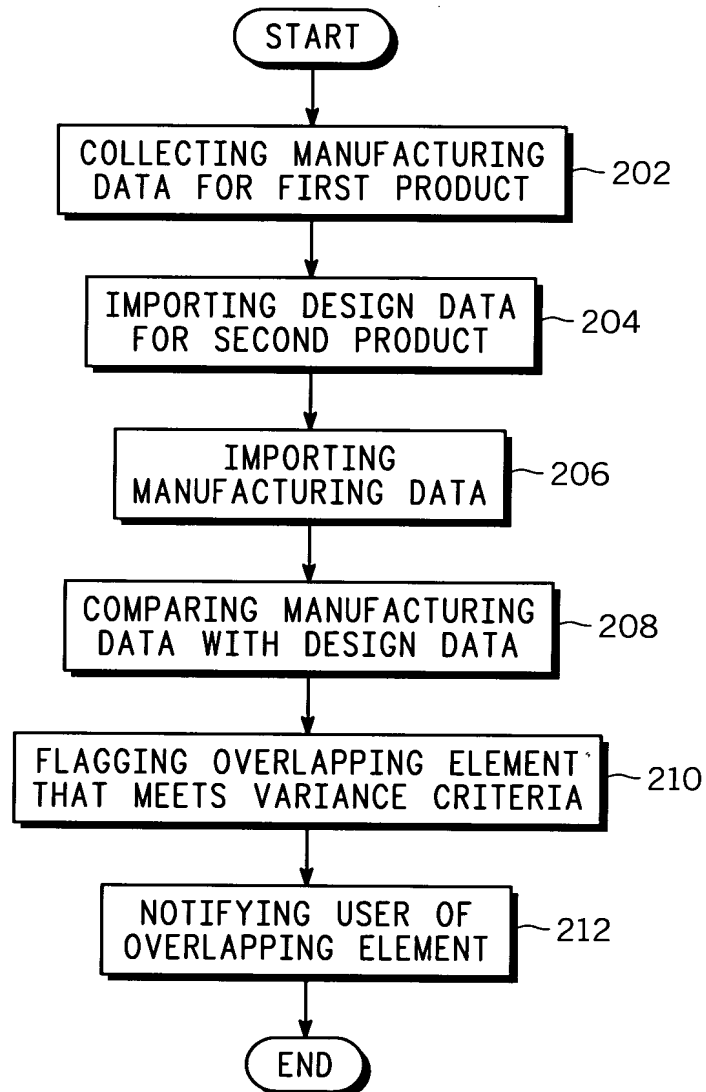 START
COLLECTING MANUFACTURING
DATA FOR FIRST PRODUCT
202
IMPORTING DESIGN DATA
FOR SECOND PRODUCT
204
IMPORTING
MANUFACTURING DATA
206
COMPARING MANUFACTURING
DATA WITH DESIGN DATA
208
FLAGGING OVERLAPPING ELEMENT
THAT MEETS VARIANCE CRITERIA
210
NOTIFYING USER OF
OVERLAPPING ELEMENT
212
END